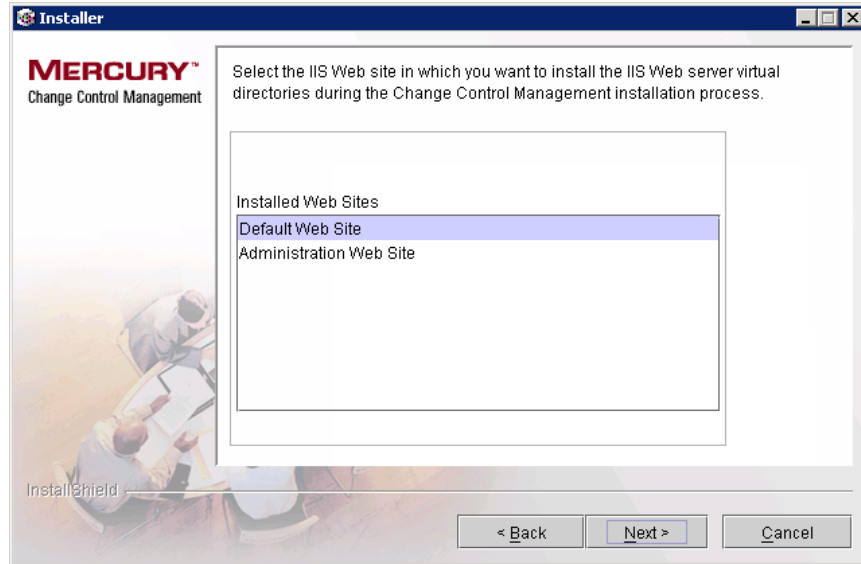 Installer
MERCURY™
Change Control Management
Select the IIS Web site in which you want to install the IIS Web server virtual
directories during the Change Control Management installation process.
Installed Web Sites
Default Web Site
Administration Web Site
InstallShield
< Back
Next >
Cancel